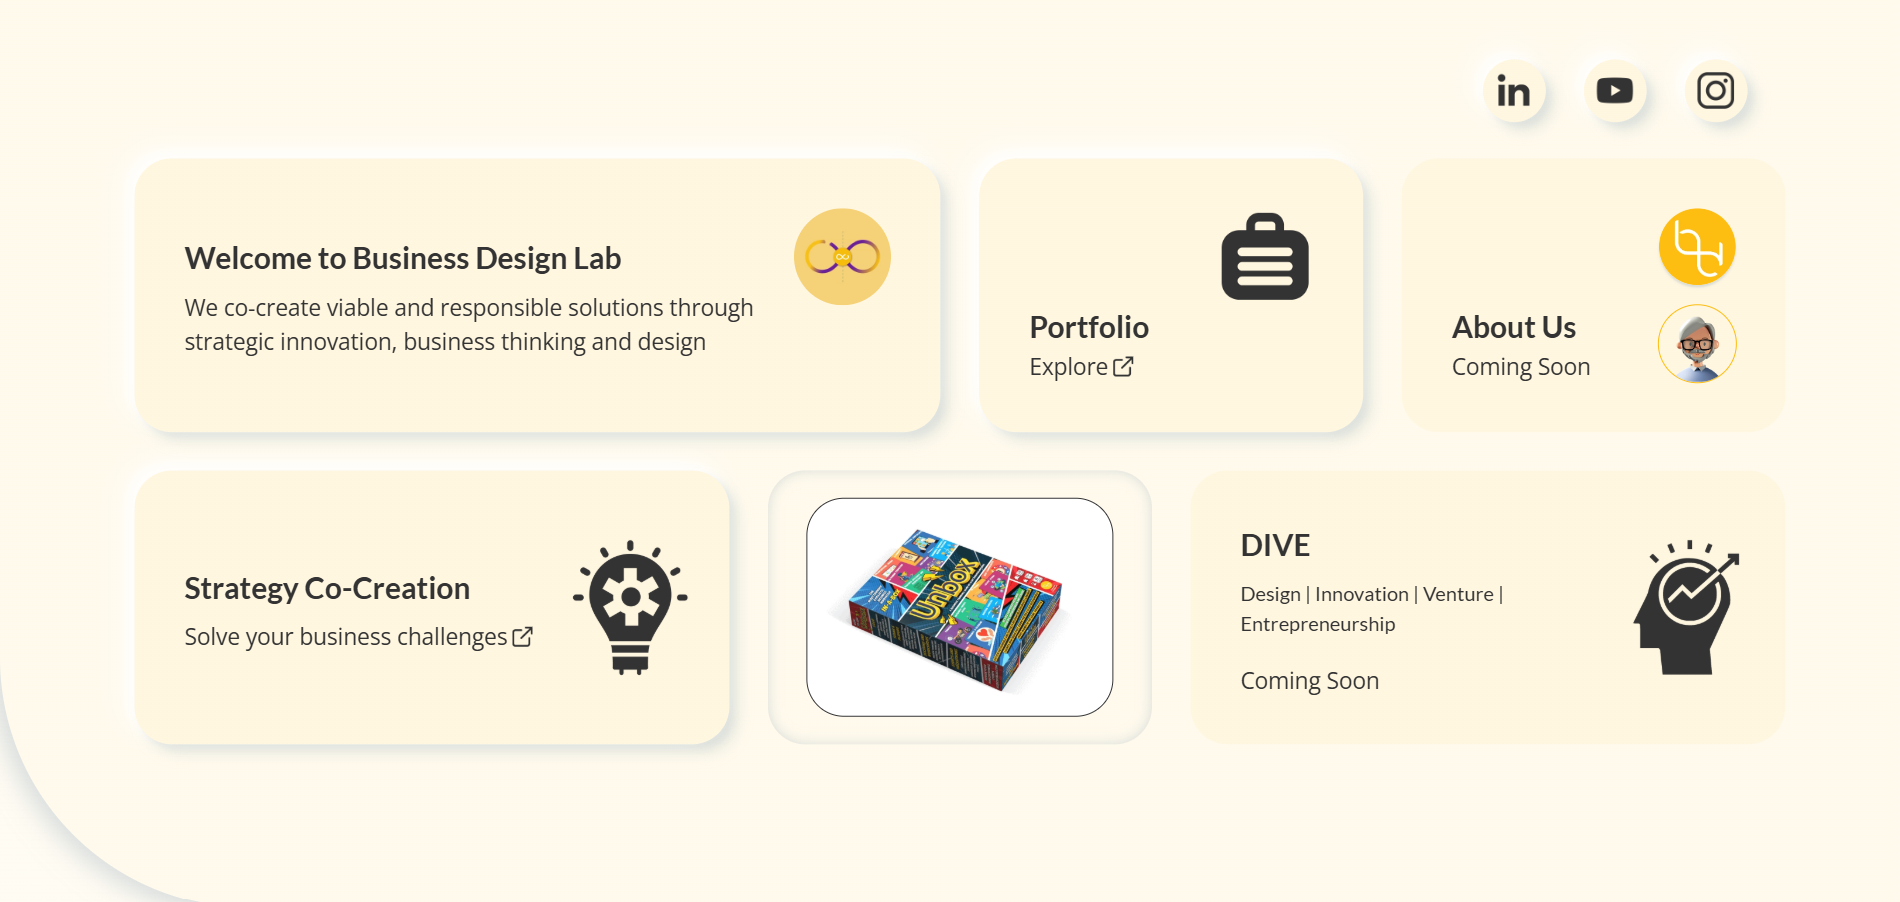 in
Welcome to Business Design Lab
We co-create viable and responsible solutions through
strategic innovation, business thinking and design
Portfolio
Explore
About Us
Coming Soon
Strategy Co-Creation
Solve your business challenges
Unbox
DIVE
Design | Innovation | Venture |
Entrepreneurship
Coming Soon